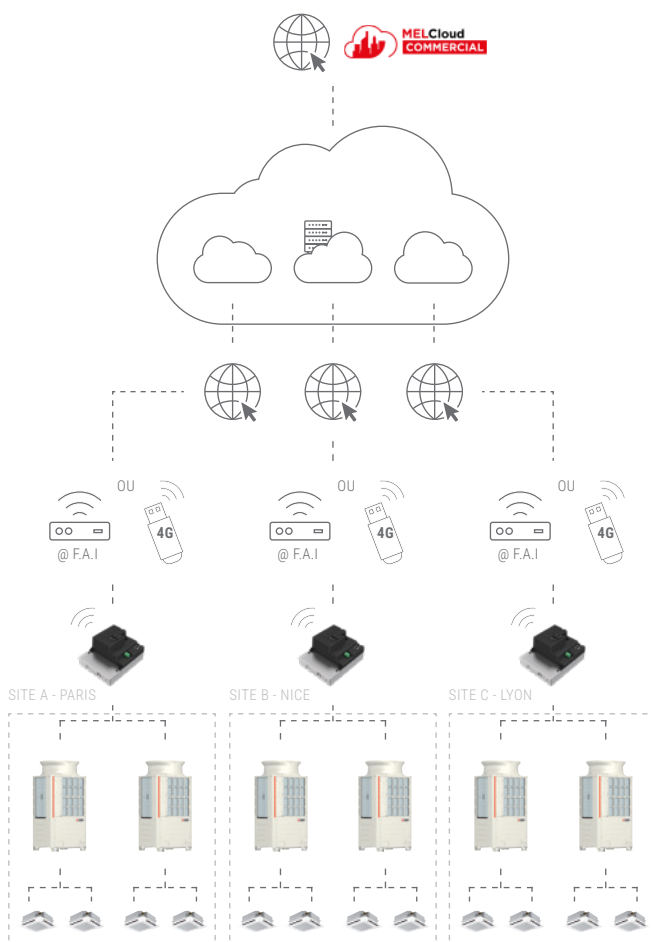 MELCloud
COMMERCIAL
OU
4G
@ F.A.I
OU
4G
@ F.A.I
OU
4G
@ F.A.I
SITE A - PARIS
SITE B - NICE
SITE C - LYON